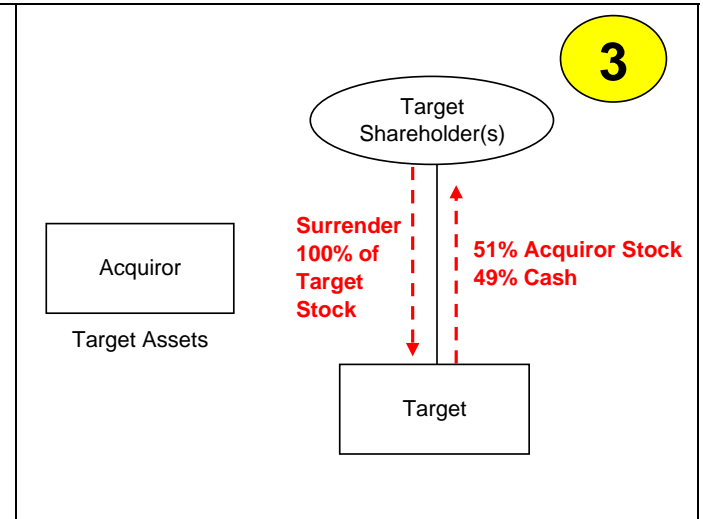 3
Target
Shareholder(s)
Surrender
100% of
Target
Stock
51% Acquiror Stock
49% Cash
Acquiror
Target Assets
Target